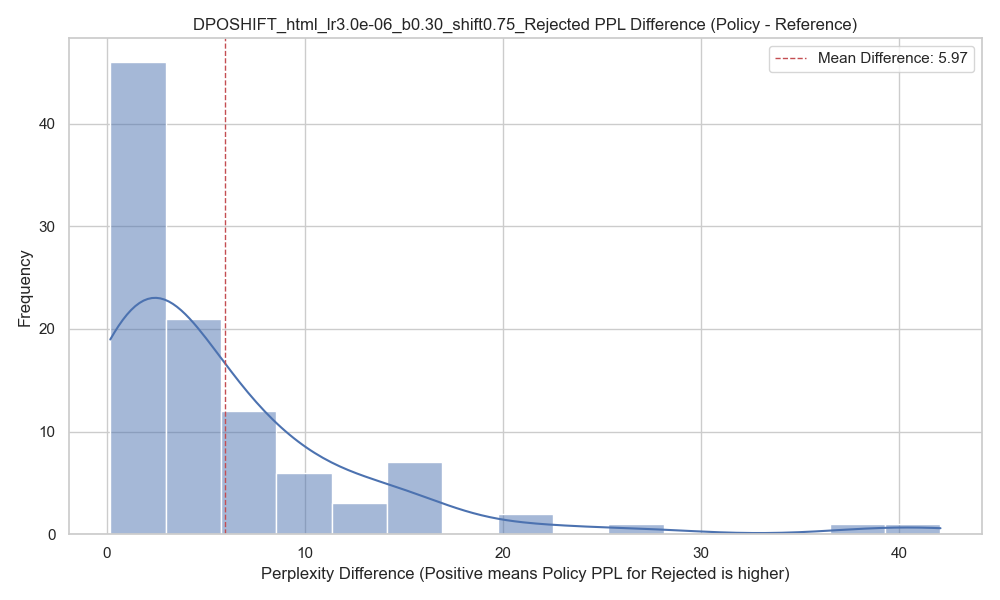 DPOSHIFT_html_lr3.0e-06_b0.30_shift0.75_Rejected PPL Difference (Policy - Reference)
Mean Difference: 5.97
Frequency
40
30
20
10
0
0 10 20 30 40
Perplexity Difference (Positive means Policy PPL for Rejected is higher)